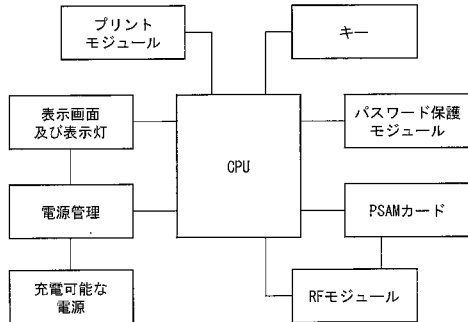 プリント
モジュール
キー
表示画面
及び表示灯
CPU
パスワード保護
モジュール
電源管理
PSAMカード
充電可能な
電源
RFモジュール